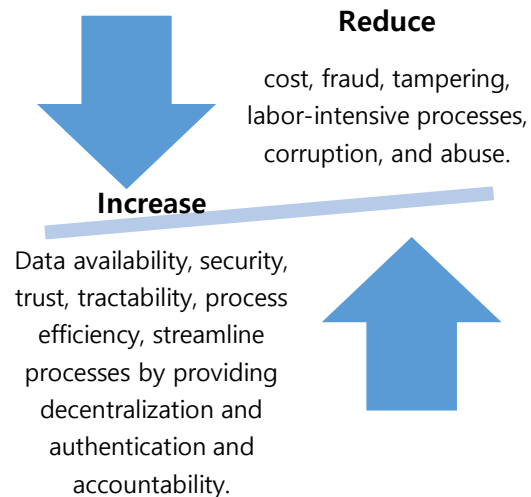 Reduce
cost, fraud, tampering,
labor-intensive processes,
corruption, and abuse.
Increase
Data availability, security,
trust, tractability, process
efficiency, streamline
processes by providing
decentralization and
authentication and
accountability.